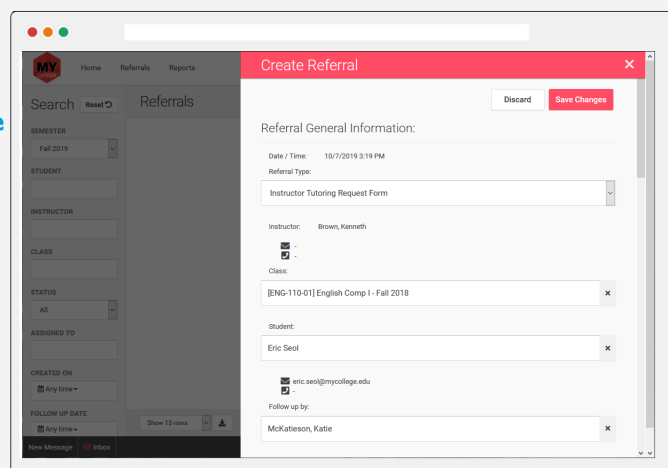 e
MY
Home Referrals Reports
Search Reset
SEMESTER
Fall 2019
STUDENT
INSTRUCTOR
CLASS
STATUS
All
ASSIGNED TO
CREATED ON
Any time
FOLLOW UP DATE
Any time
New Message Inbox
Referrals
Show 15 rows
Create Referral
Discard Save Changes
Referral General Information:
Date / Time: 10/7/2019 3:19 PM
Referral Type:
Instructor Tutoring Request Form
Instructor: Brown, Kenneth
-
-
Class:
[ENG-110-01] English Comp I - Fall 2018
Student:
Eric Seol
eric.seol@mycollege.edu
-
Follow up by:
McKatieson, Katie